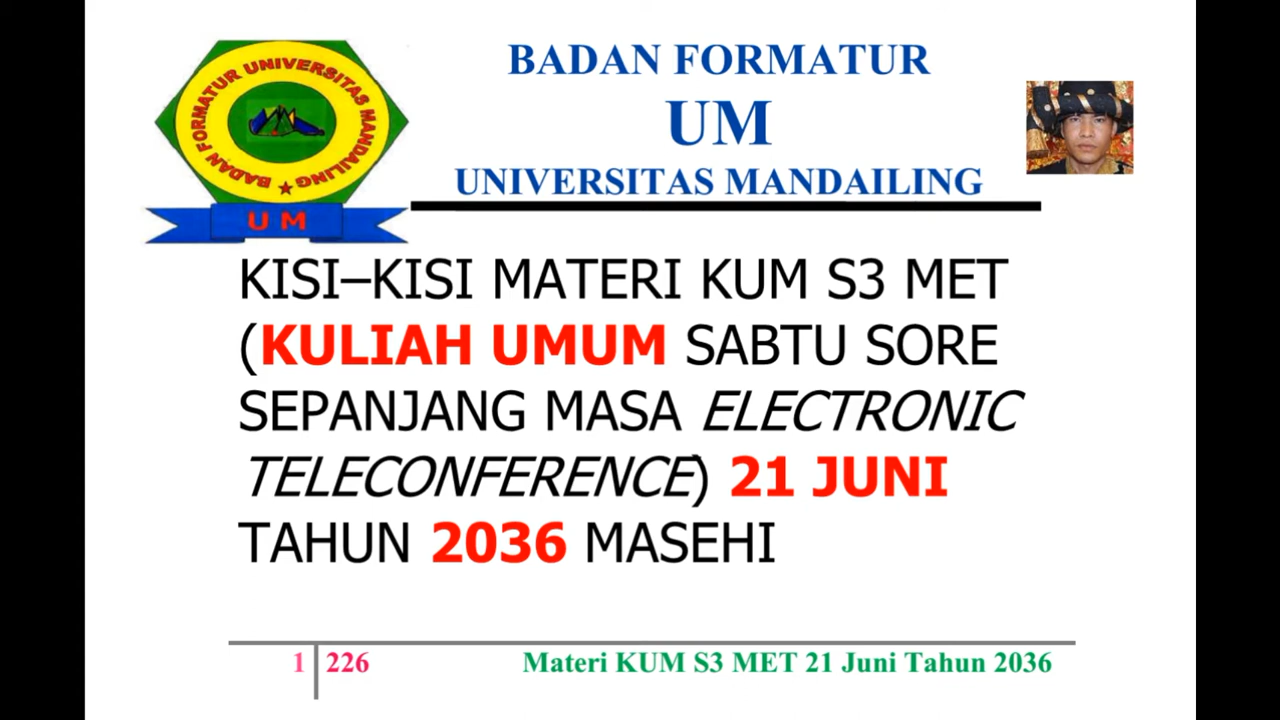 BADAN FORMATUR UNIVERSITAS MANDAILING
U M
BADAN FORMATUR
UM
UNIVERSITAS MANDAILING
KISI–KISI MATERI KUM S3 MET
(KULIAH UMUM SABTU SORE
SEPANJANG MASA ELECTRONIC
TELECONFERENCE) 21 JUNI
TAHUN 2036 MASEHI
1 226
Materi KUM S3 MET 21 Juni Tahun 2036